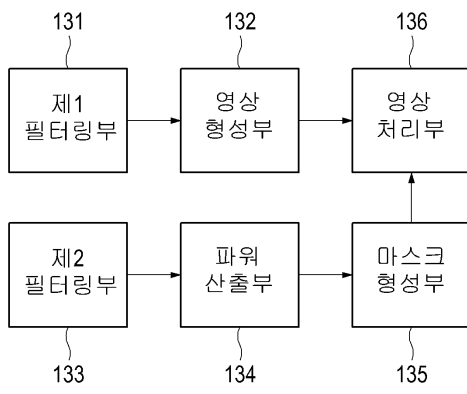 131
132
136
제1
필터링부
영상
형성부
영상
처리부
제2
필터링부
파워
산출부
마스크
형성부
133
134
135